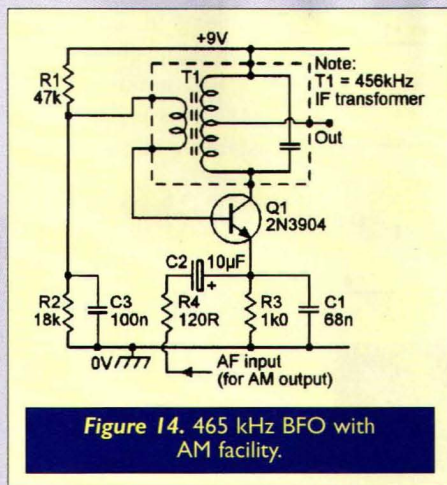 +9V
Note:
T1 = 456kHz
IF transformer
R1
47k
T1
Out
Q1
2N3904
C2
10µF
+
R2
18k
C3
100n
R4
120R
R3
1k0
C1
68n
0V
AF input
(for AM output)
Figure 14. 465 kHz BFO with
AM facility.